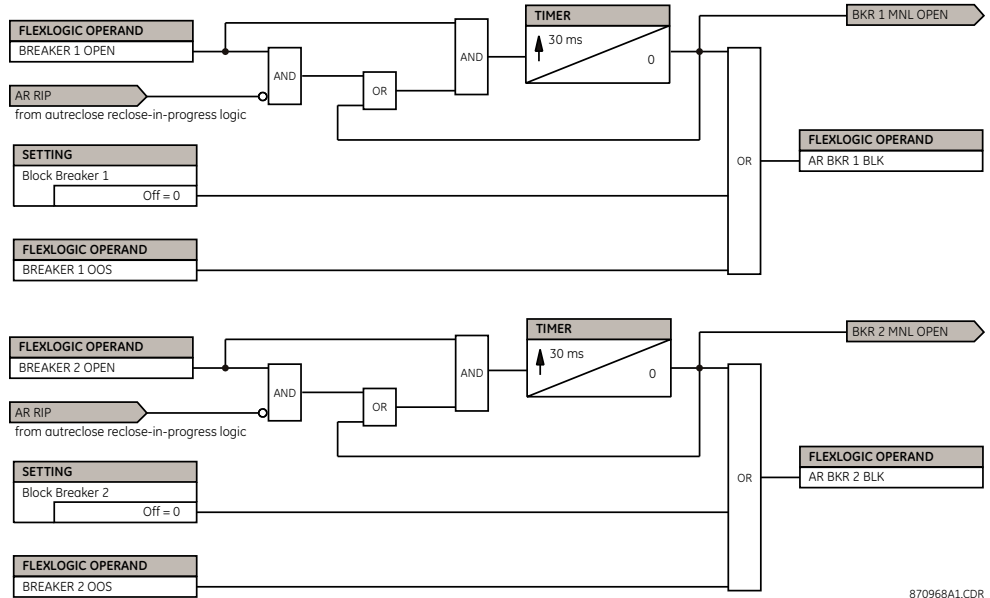 TIMER
BKR 1 MNL OPEN
FLEXLOGIC OPERAND
BREAKER 1 OPEN
30 ms
0
AND
AND
OR
AR RIP
from autreclose reclose-in-progress logic
SETTING
Block Breaker 1
Off = 0
OR
FLEXLOGIC OPERAND
AR BKR 1 BLK
FLEXLOGIC OPERAND
BREAKER 1 OOS
TIMER
BKR 2 MNL OPEN
FLEXLOGIC OPERAND
BREAKER 2 OPEN
30 ms
0
AND
AND
OR
AR RIP
from autreclose reclose-in-progress logic
SETTING
Block Breaker 2
Off = 0
OR
FLEXLOGIC OPERAND
AR BKR 2 BLK
FLEXLOGIC OPERAND
BREAKER 2 OOS
870968A1.CDR